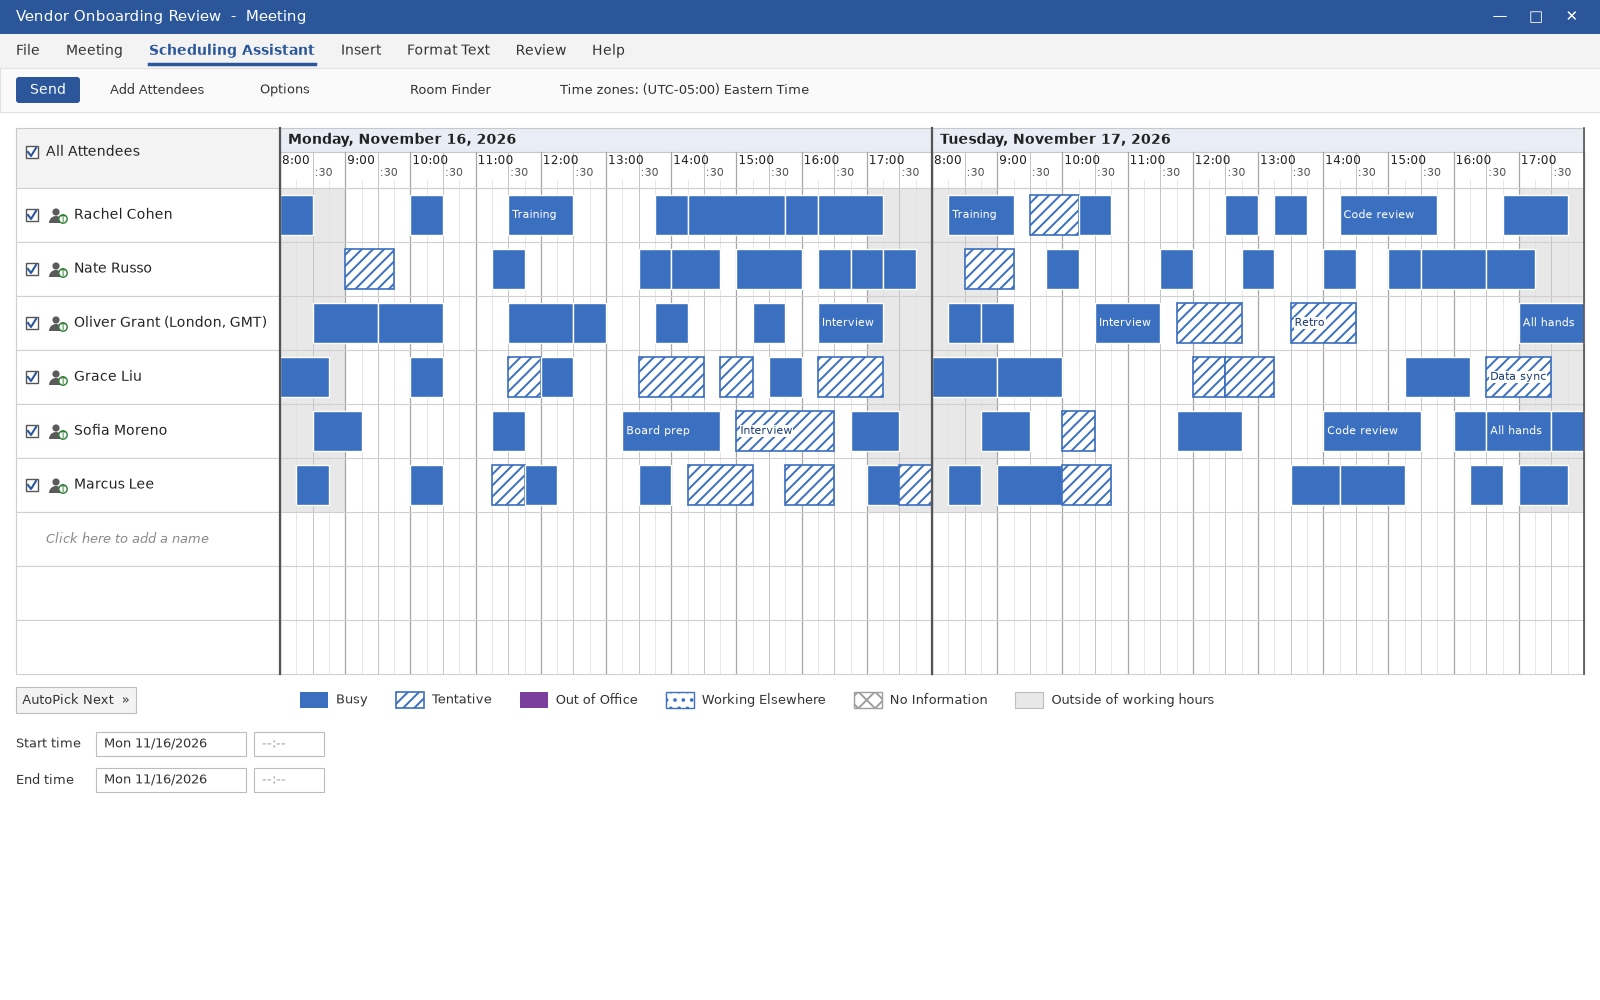 Vendor Onboarding Review - Meeting
File Meeting Scheduling Assistant Insert Format Text Review Help
Send Add Attendees Options Room Finder Time zones: (UTC-05:00) Eastern Time
Monday, November 16, 2026 Tuesday, November 17, 2026
All Attendees
8:00 9:00 10:00 11:00 12:00 13:00 14:00 15:00 16:00 17:00 8:00 9:00 10:00 11:00 12:00 13:00 14:00 15:00 16:00 17:00
:30 :30 :30 :30 :30 :30 :30 :30 :30 :30 :30 :30 :30 :30 :30 :30 :30 :30 :30 :30
Rachel Cohen Training Training Code review
Nate Russo
Oliver Grant (London, GMT) Interview Interview Retro All hands
Grace Liu Data sync
Sofia Moreno Board prep Interview Code review All hands
Marcus Lee
Click here to add a name
AutoPick Next » Busy Tentative Out of Office Working Elsewhere No Information Outside of working hours
Start time Mon 11/16/2026 --:--
End time Mon 11/16/2026 --:--